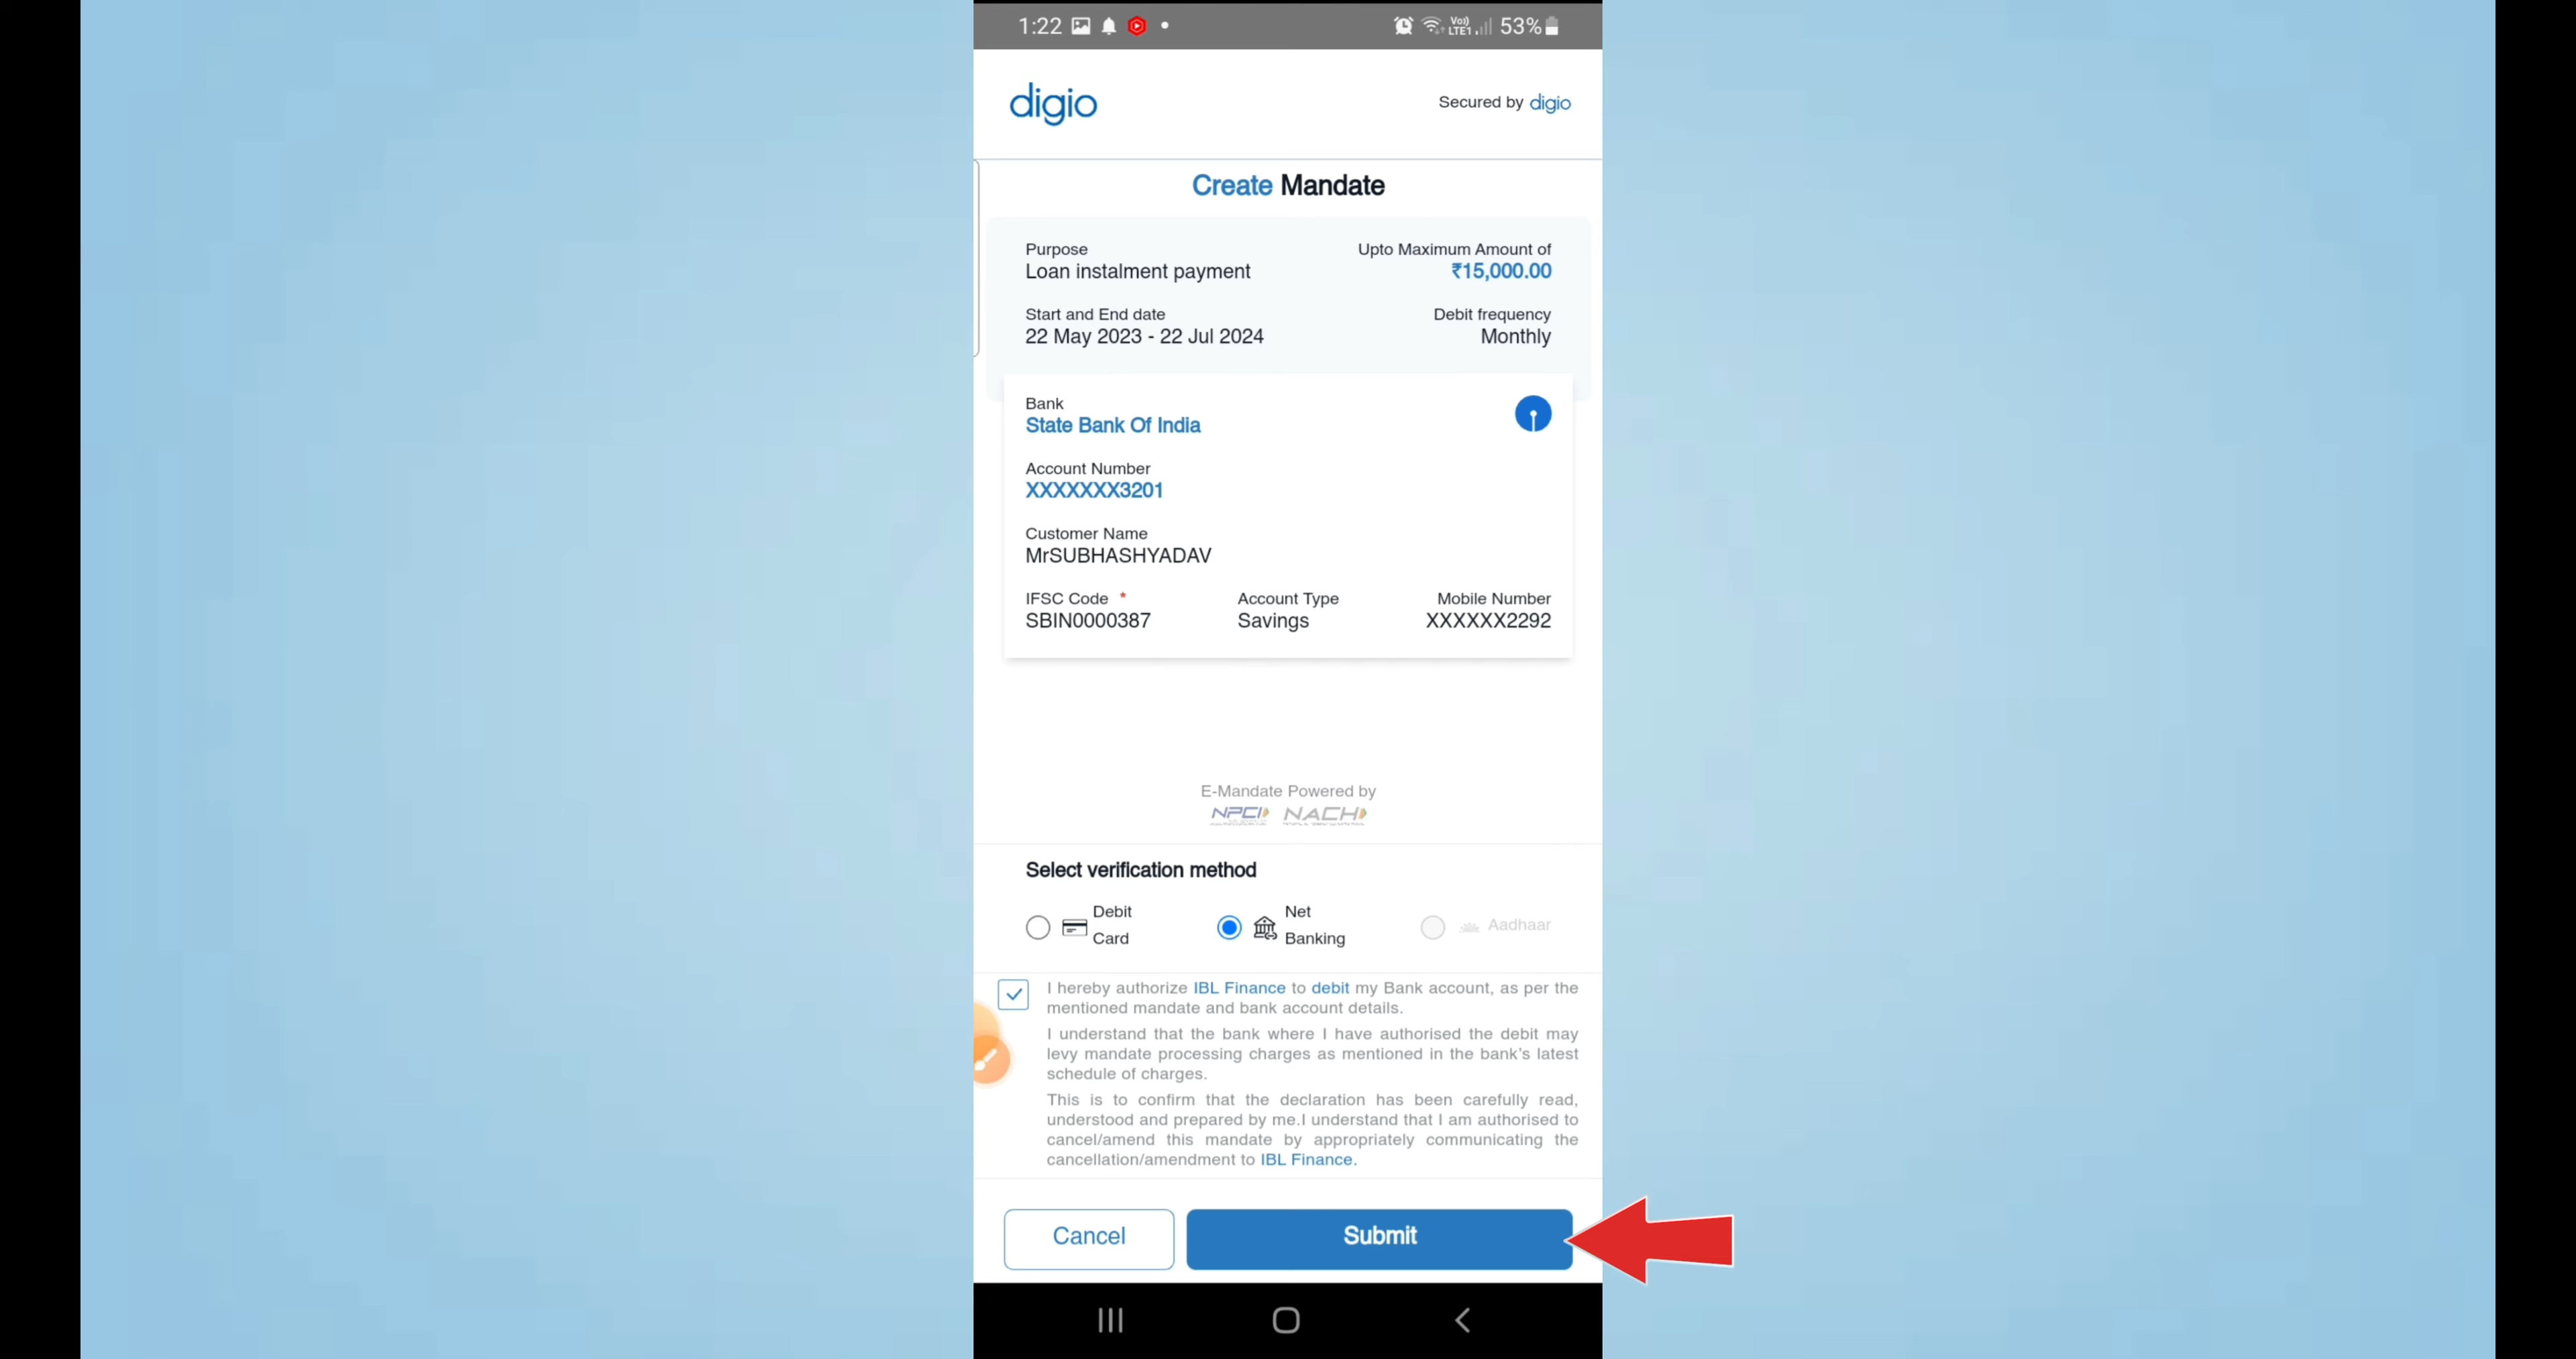 1:22
Vo)) LTE1 53%
digio
Secured by digio
Create Mandate
Purpose
Upto Maximum Amount of
Loan instalment payment
₹15,000.00
Start and End date
Debit frequency
22 May 2023 - 22 Jul 2024
Monthly
Bank
State Bank Of India
Account Number
XXXXXXX3201
Customer Name
MrSUBHASHYADAV
IFSC Code *
Account Type
Mobile Number
SBIN0000387
Savings
XXXXXX2292
E-Mandate Powered by
NPCI NACH
Select verification method
Debit
Card
Net
Banking
Aadhaar
I hereby authorize IBL Finance to debit my Bank account, as per the
mentioned mandate and bank account details.
I understand that the bank where I have authorised the debit may
levy mandate processing charges as mentioned in the bank's latest
schedule of charges.
This is to confirm that the declaration has been carefully read,
understood and prepared by me.I understand that I am authorised to
cancel/amend this mandate by appropriately communicating the
cancellation/amendment to IBL Finance.
Cancel
Submit